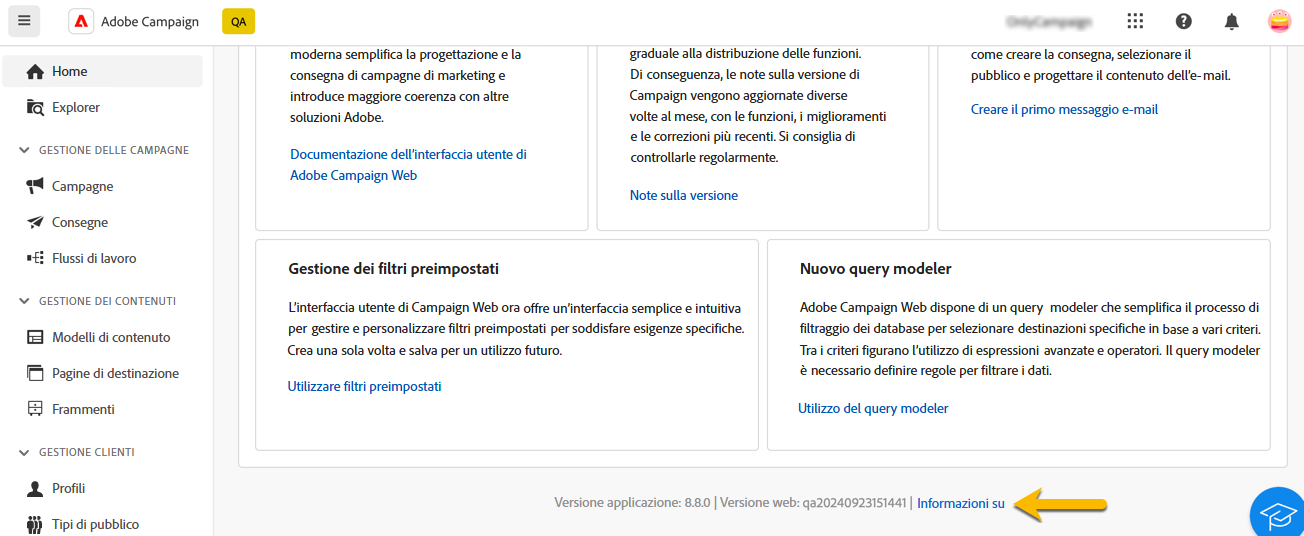 Adobe Campaign
QA
Home
Explorer
GESTIONE DELLE CAMPAGNE
Campagne
Consegne
Flussi di lavoro
GESTIONE DEI CONTENUTI
Modelli di contenuto
Pagine di destinazione
Frammenti
GESTIONE CLIENTI
Profili
Tipi di pubblico
moderna semplifica la progettazione e la
consegna di campagne di marketing e
introduce maggiore coerenza con altre
soluzioni Adobe.
Documentazione dell'interfaccia utente di
Adobe Campaign Web
graduale alla distribuzione delle funzioni.
Di conseguenza, le note sulla versione di
Campaign vengono aggiornate diverse
volte al mese, con le funzioni, i miglioramenti
e le correzioni più recenti. Si consiglia di
controllarle regolarmente.
Note sulla versione
come creare la consegna, selezionare il
pubblico e progettare il contenuto dell'e-mail.
Creare il primo messaggio e-mail
Gestione dei filtri preimpostati
L'interfaccia utente di Campaign Web ora offre un'interfaccia semplice e intuitiva
per gestire e personalizzare filtri preimpostati per soddisfare esigenze specifiche.
Crea una sola volta e salva per un utilizzo futuro.
Utilizzare filtri preimpostati
Nuovo query modeler
Adobe Campaign Web dispone di un query modeler che semplifica il processo di
filtraggio dei database per selezionare destinazioni specifiche in base a vari criteri.
Tra i criteri figurano l'utilizzo di espressioni avanzate e operatori. Il query modeler
è necessario definire regole per filtrare i dati.
Utilizzo del query modeler
Versione applicazione: 8.8.0 | Versione web: qa20240923151441 | Informazioni su